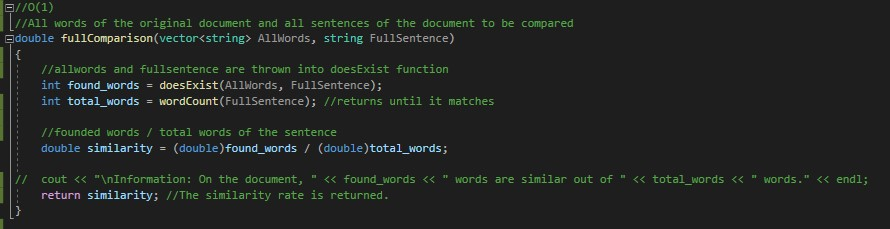 //O(1)
//All words of the original document and all sentences of the document to be compared
double fullComparison(vector<string> AllWords, string FullSentence)
{
//allwords and fullsentence are thrown into doesExist function
int found_words = doesExist(AllWords, FullSentence);
int total_words = wordCount(FullSentence); //returns until it matches
//founded words / total words of the sentence
double similarity = (double)found_words / (double)total_words;
// cout << "\nInformation: On the document, " << found_words << " words are similar out of " << total_words << " words." << endl;
return similarity; //The similarity rate is returned.
}